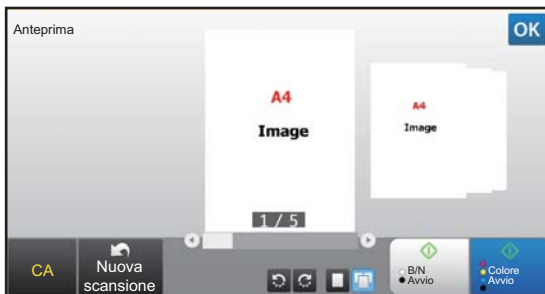 Anteprima
OK
A4
Image
A4
Image
1 / 5
CA
Nuova
scansione
B/N
Avvio
Colore
Avvio